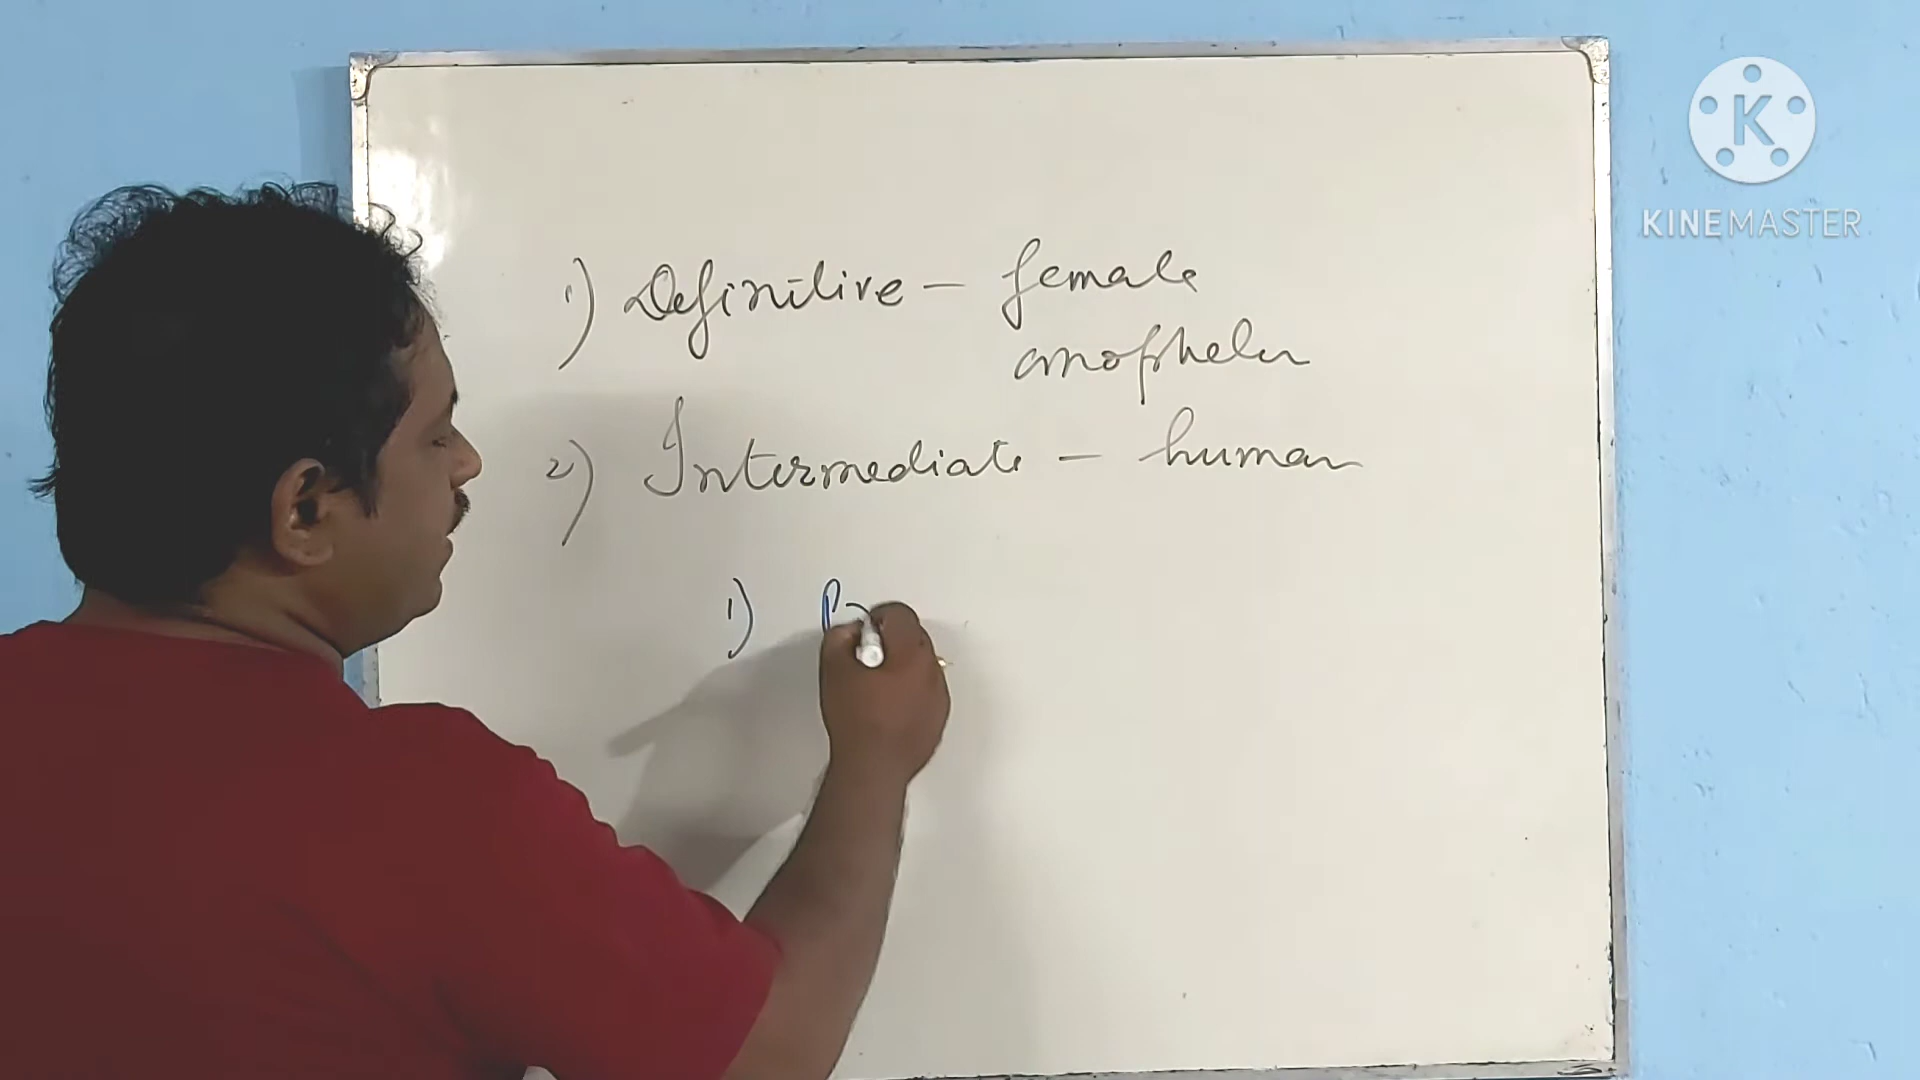 1) Definitive - female
anopheles
2) Intermediate - human
1) P
K
KINEMASTER